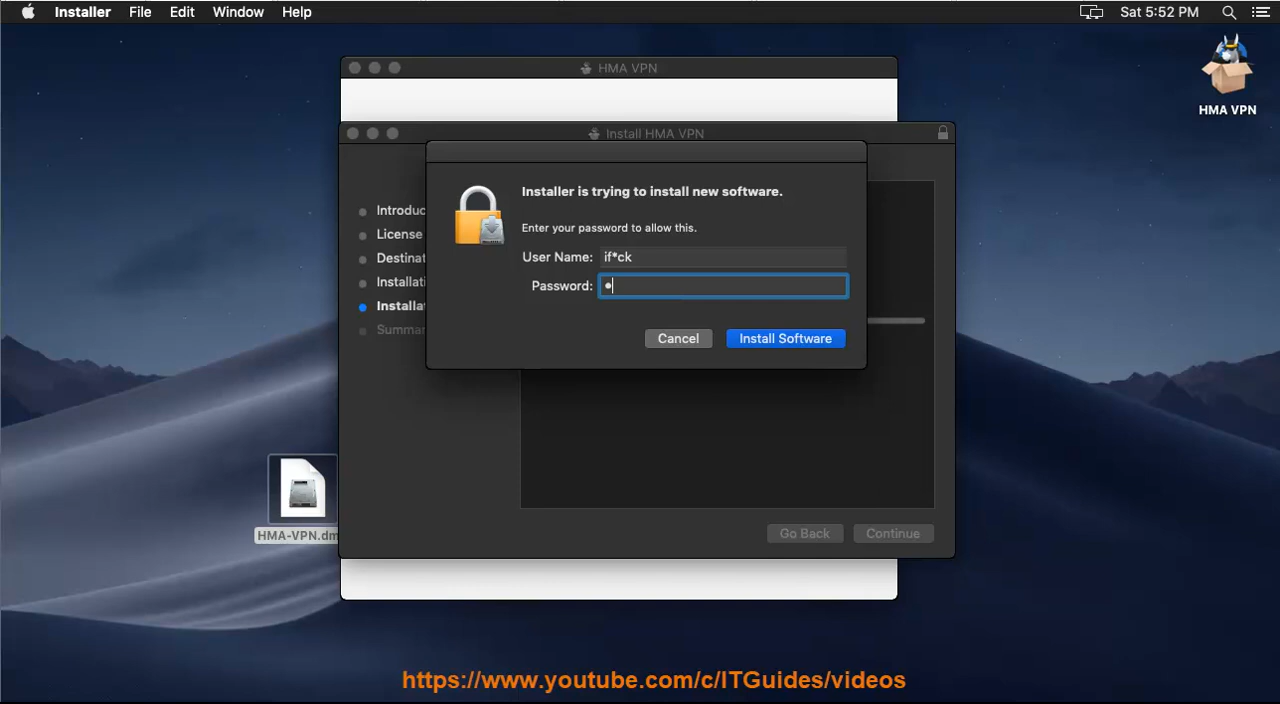 Installer File Edit Window Help Sat 5:52 PM
HMA VPN
HMA VPN
Install HMA VPN
Installer is trying to install new software.
Enter your password to allow this.
User Name: if*ck
Password: •
Cancel Install Software
Introduc
License
Destinat
Installati
Installa
Summar
Go Back Continue
HMA-VPN.dm
https://www.youtube.com/c/ITGuides/videos